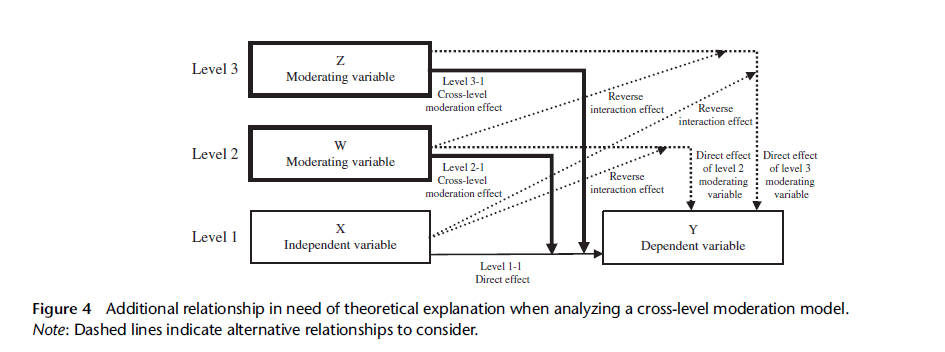 Level 3
Z
Moderating variable
Level 3-1
Cross-level
moderation effect
Reverse
interaction effect
Reverse
interaction effect
Level 2
W
Moderating variable
Level 2-1
Cross-level
moderation effect
Reverse
interaction effect
Direct effect
of level 2
moderating
variable
Direct effect
of level 3
moderating
variable
Level 1
X
Independent variable
Level 1-1
Direct effect
Y
Dependent variable
Figure 4 Additional relationship in need of theoretical explanation when analyzing a cross-level moderation model.
Note: Dashed lines indicate alternative relationships to consider.